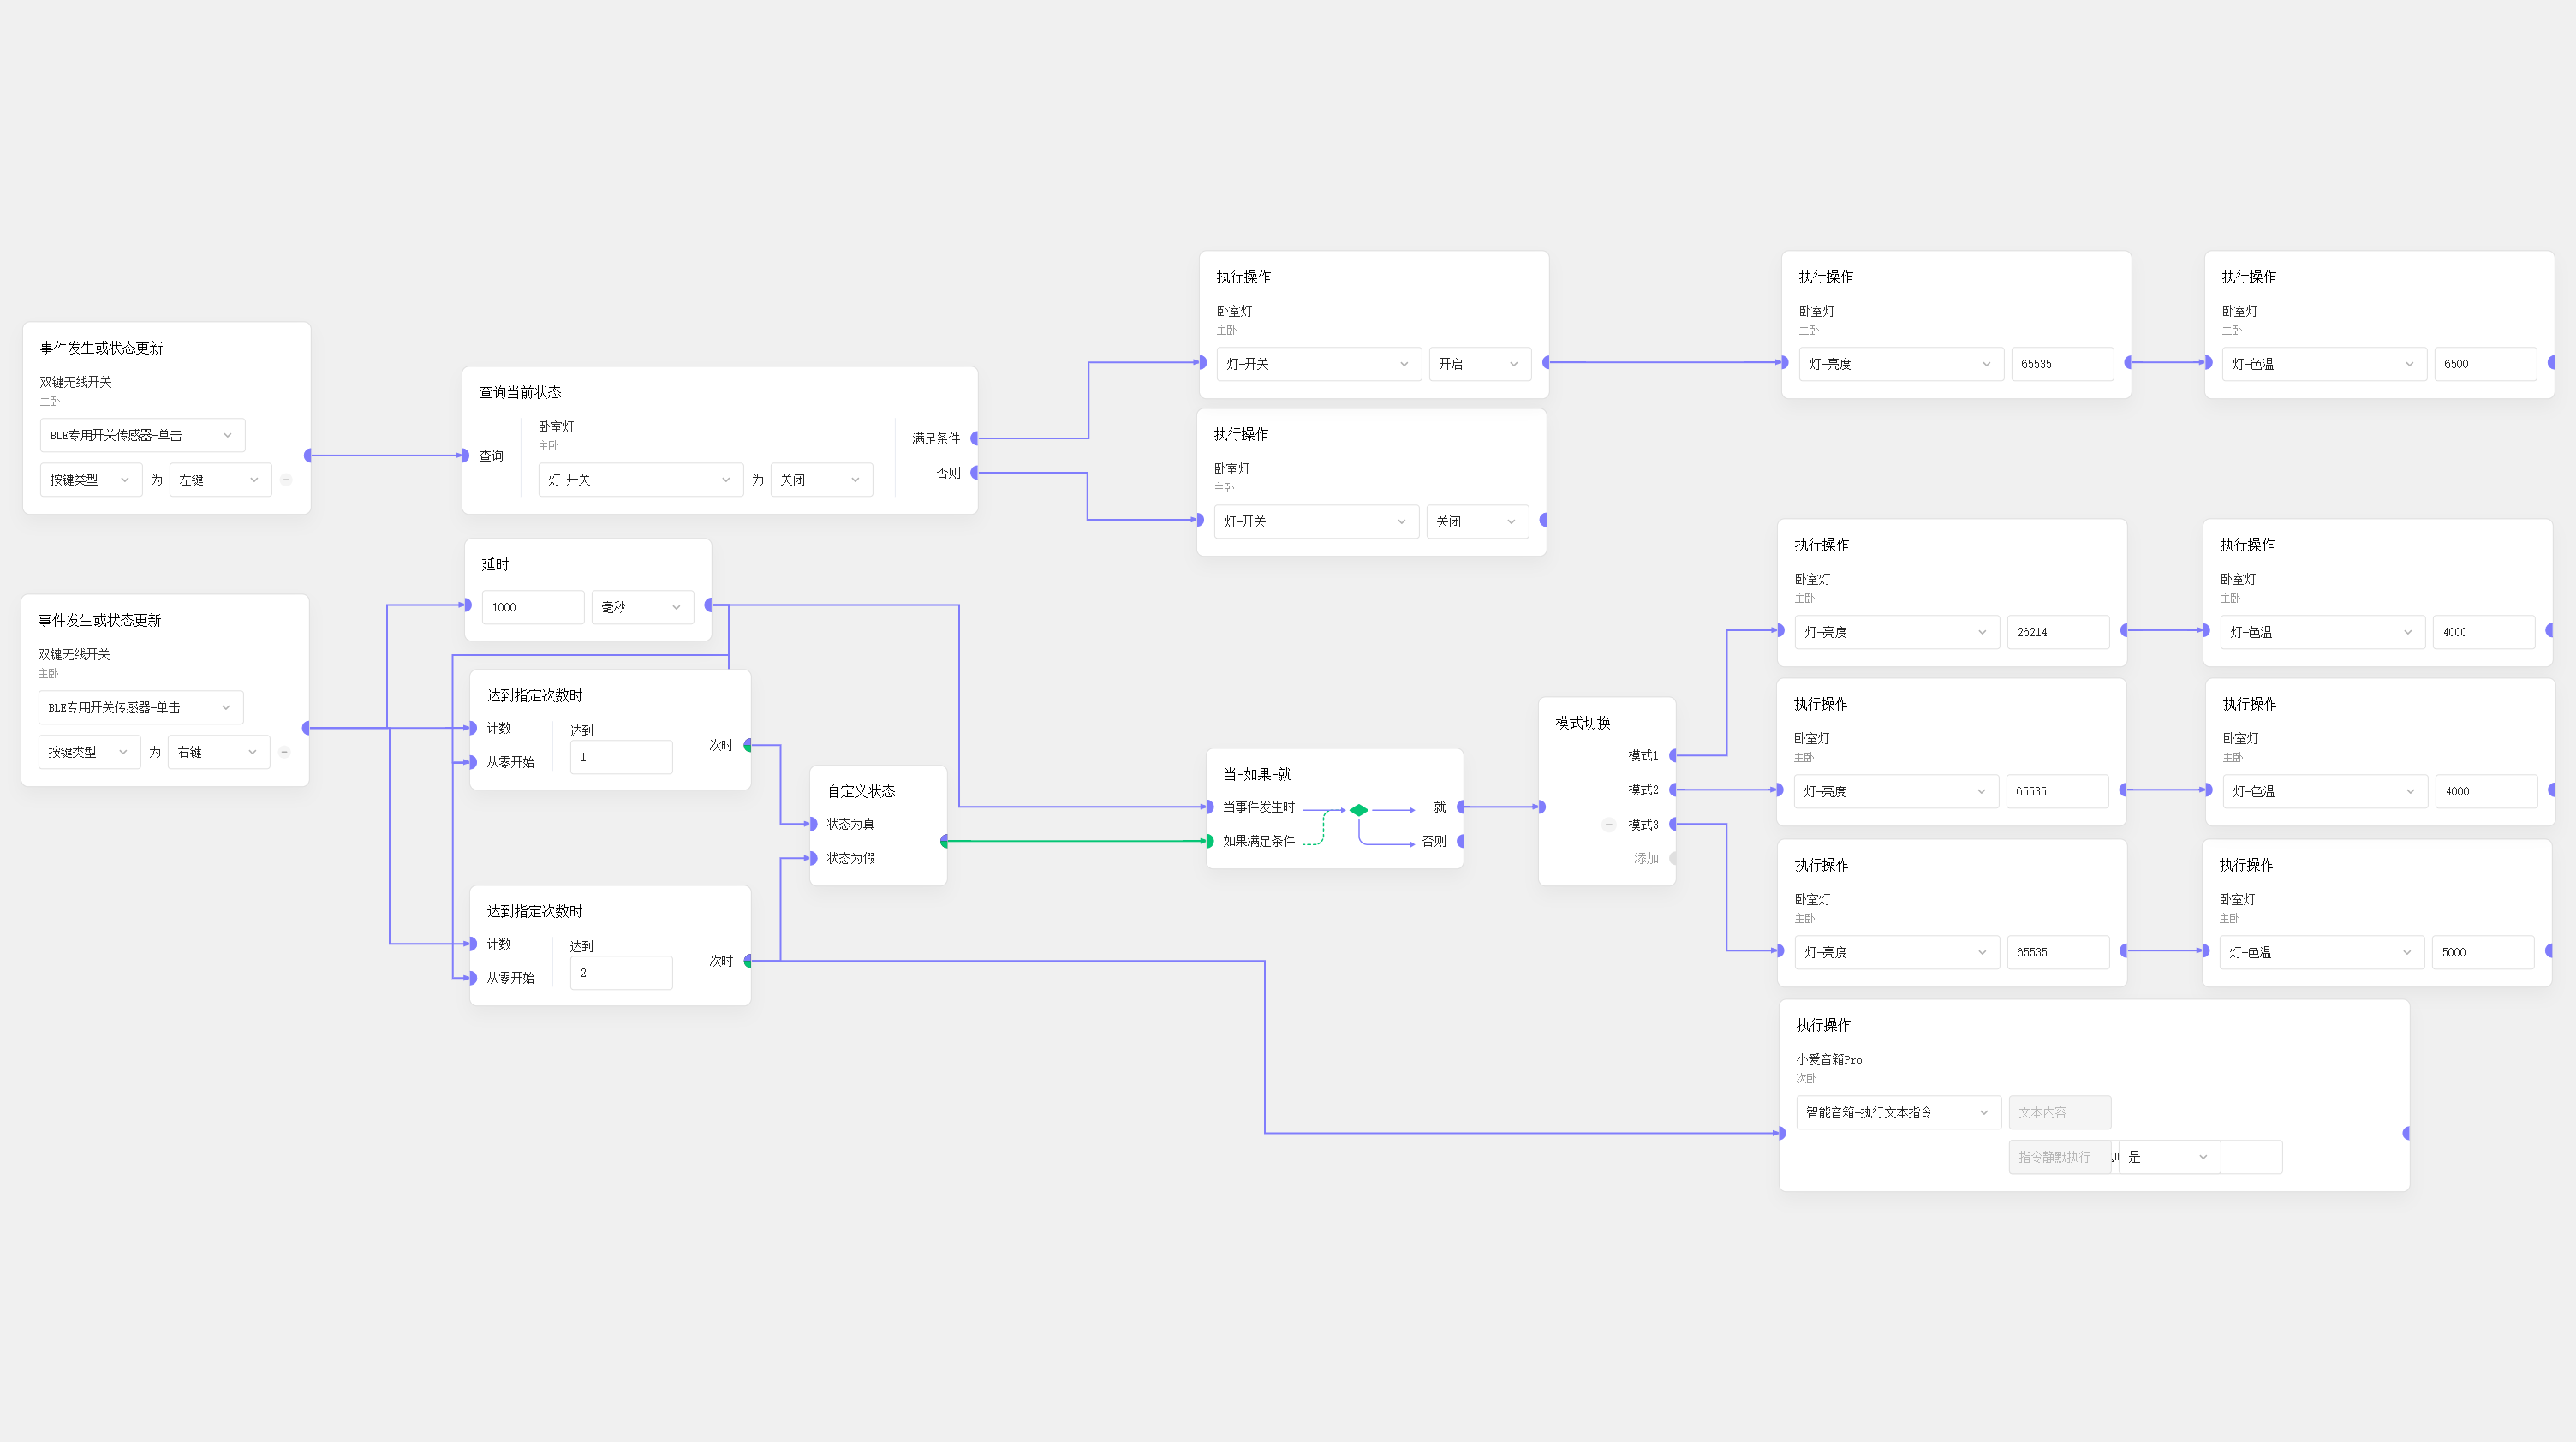 事件发生或状态更新
双键无线开关
主卧
BLE专用开关传感器-单击
按键类型 为 左键
查询当前状态
查询
卧室灯
主卧
灯-开关 为 关闭
满足条件
否则
执行操作
卧室灯
主卧
灯-开关 开启
执行操作
卧室灯
主卧
灯-亮度 65535
执行操作
卧室灯
主卧
灯-色温 6500
执行操作
卧室灯
主卧
灯-开关 关闭
事件发生或状态更新
双键无线开关
主卧
BLE专用开关传感器-单击
按键类型 为 右键
延时
1000 毫秒
达到指定次数时
计数
从零开始
达到
1
次时
达到指定次数时
计数
从零开始
达到
2
次时
自定义状态
状态为真
状态为假
当-如果-就
当事件发生时 就
如果满足条件 否则
模式切换
模式1
模式2
模式3
添加
执行操作
卧室灯
主卧
灯-亮度 26214
执行操作
卧室灯
主卧
灯-色温 4000
执行操作
卧室灯
主卧
灯-亮度 65535
执行操作
卧室灯
主卧
灯-色温 4000
执行操作
卧室灯
主卧
灯-亮度 65535
执行操作
卧室灯
主卧
灯-色温 5000
执行操作
小爱音箱Pro
次卧
智能音箱-执行文本指令 文本内容
指令静默执行 是